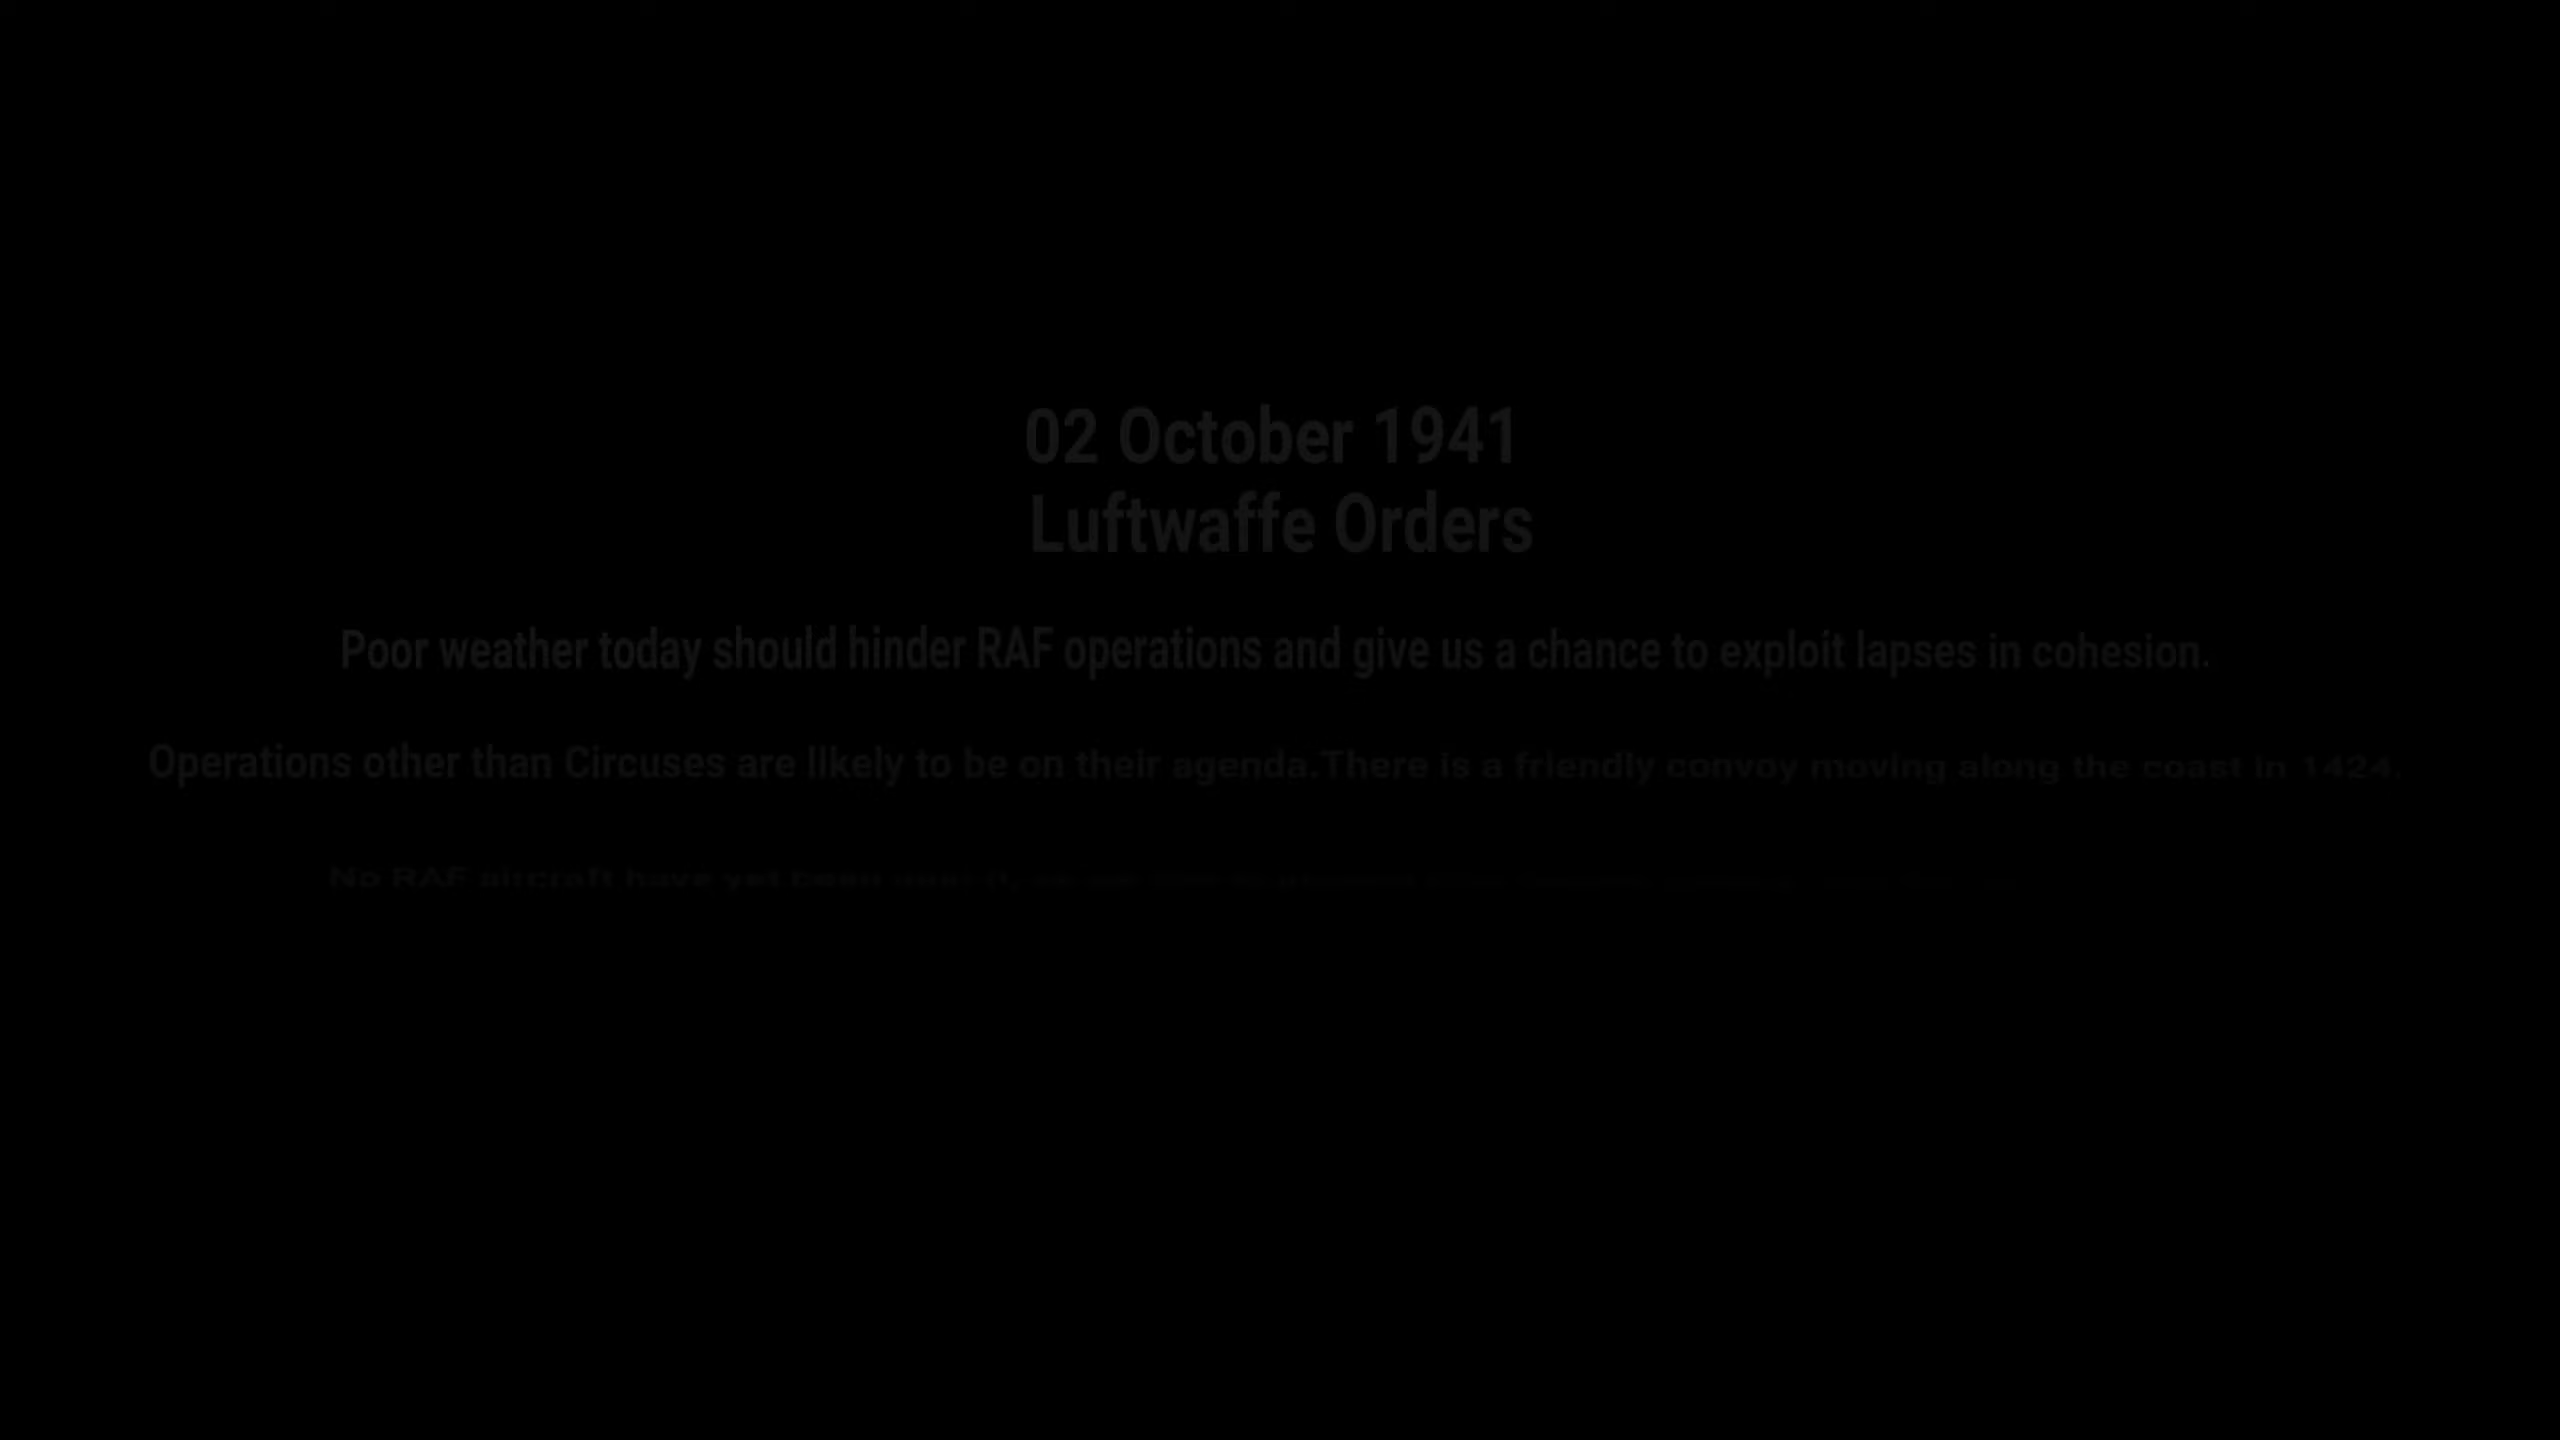 02 October 1941
Luftwaffe Orders
Poor weather today should hinder RAF operations and give us a chance to exploit lapses in cohesion.
Operations other than Circuses are lIkely to be on their agenda.There is a friendly convoy moving along the coast in 1424.
No RAF aircraft have yet been